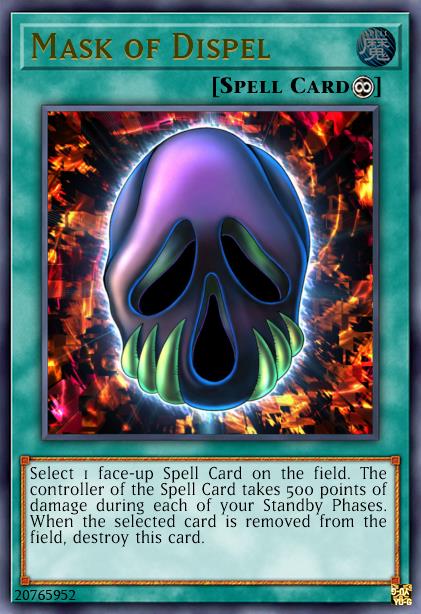 Mask of Dispel
魔
[Spell Card]
Select 1 face-up Spell Card on the field. The
controller of the Spell Card takes 500 points of
damage during each of your Standby Phases.
When the selected card is removed from the
field, destroy this card.
20765952